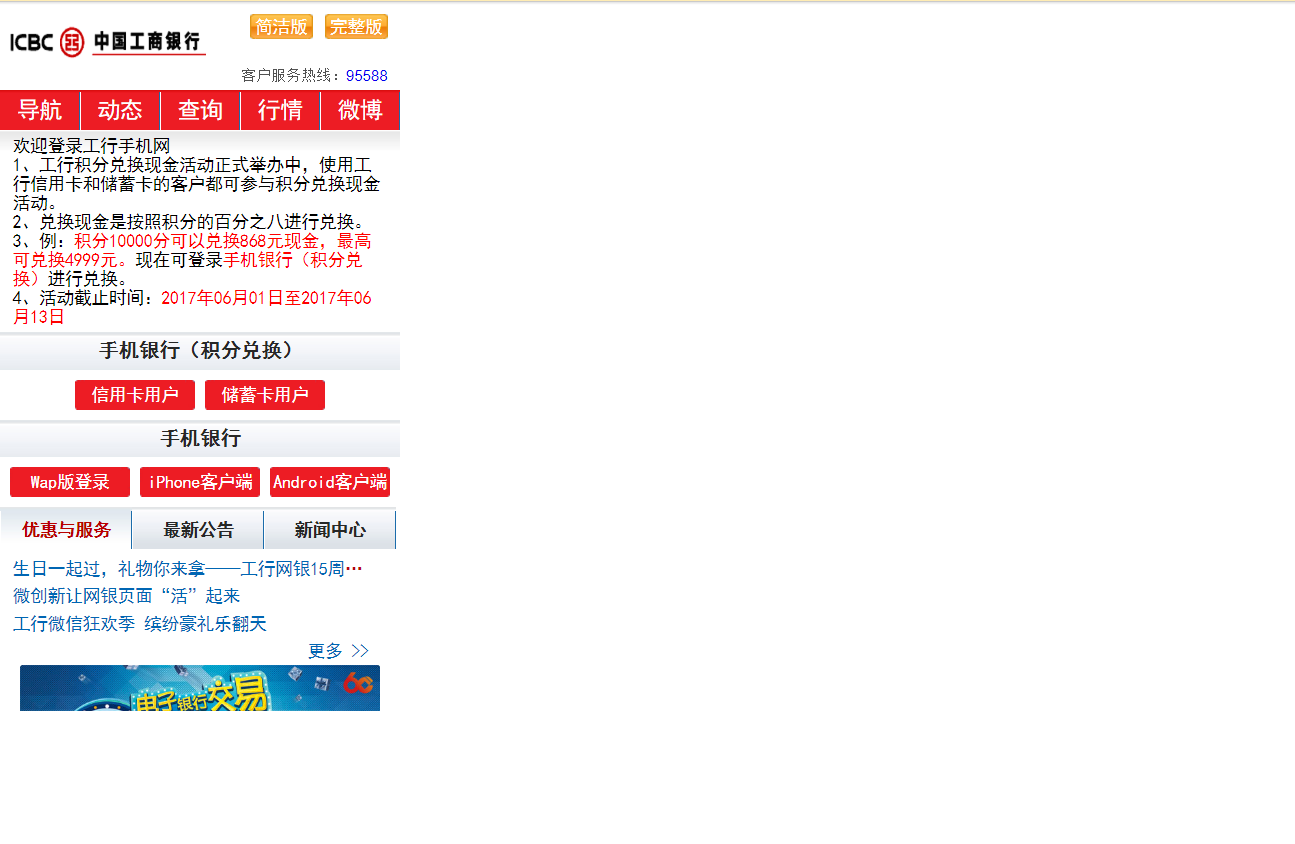 ICBC 中国工商银行
简洁版 完整版
客户服务热线：95588
导航 动态 查询 行情 微博
欢迎登录工行手机网
1、工行积分兑换现金活动正式举办中，使用工
行信用卡和储蓄卡的客户都可参与积分兑换现金
活动。
2、兑换现金是按照积分的百分之八进行兑换。
3、例：积分10000分可以兑换868元现金，最高
可兑换4999元。现在可登录手机银行（积分兑
换）进行兑换。
4、活动截止时间：2017年06月01日至2017年06
月13日
手机银行（积分兑换）
信用卡用户 储蓄卡用户
手机银行
Wap版登录 iPhone客户端 Android客户端
优惠与服务 最新公告 新闻中心
生日一起过，礼物你来拿——工行网银15周…
微创新让网银页面“活”起来
工行微信狂欢季 缤纷豪礼乐翻天
更多 >>
电子银行交易